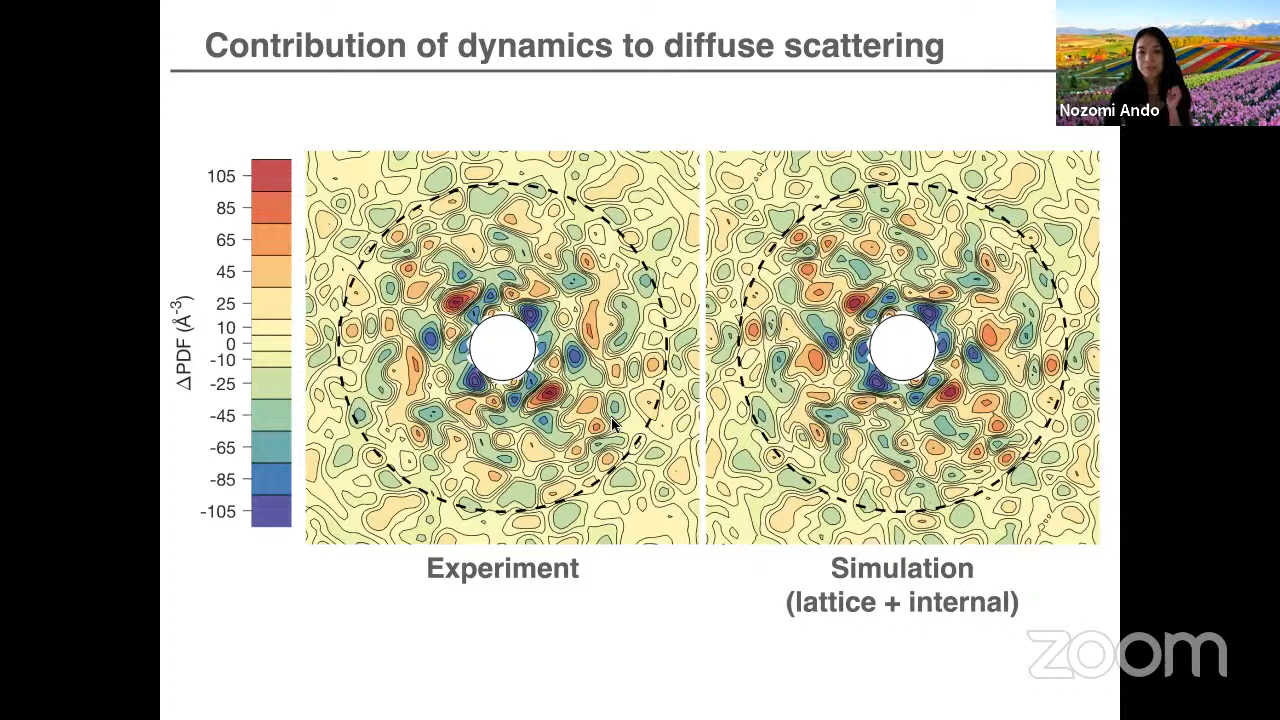 Contribution of dynamics to diffuse scattering
Nozomi Ando
ΔPDF (Å⁻³)
105
85
65
45
25
10
0
-10
-25
-45
-65
-85
-105
Experiment
Simulation
(lattice + internal)
zoom